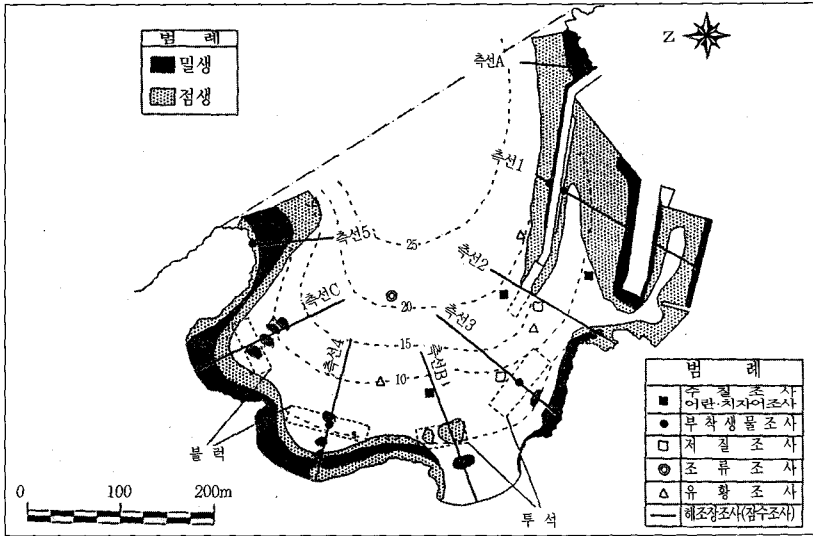 범 례
밀생
점생
Z
측선A
측선1
측선5
측선2
25
측선C
20
측선3
15
측선4
측선B
10
블럭
투석
0 100 200m
범 례
수질조사
어란·치자어조사
부착생물조사
저질조사
조류조사
유황조사
해조장조사(잠수조사)